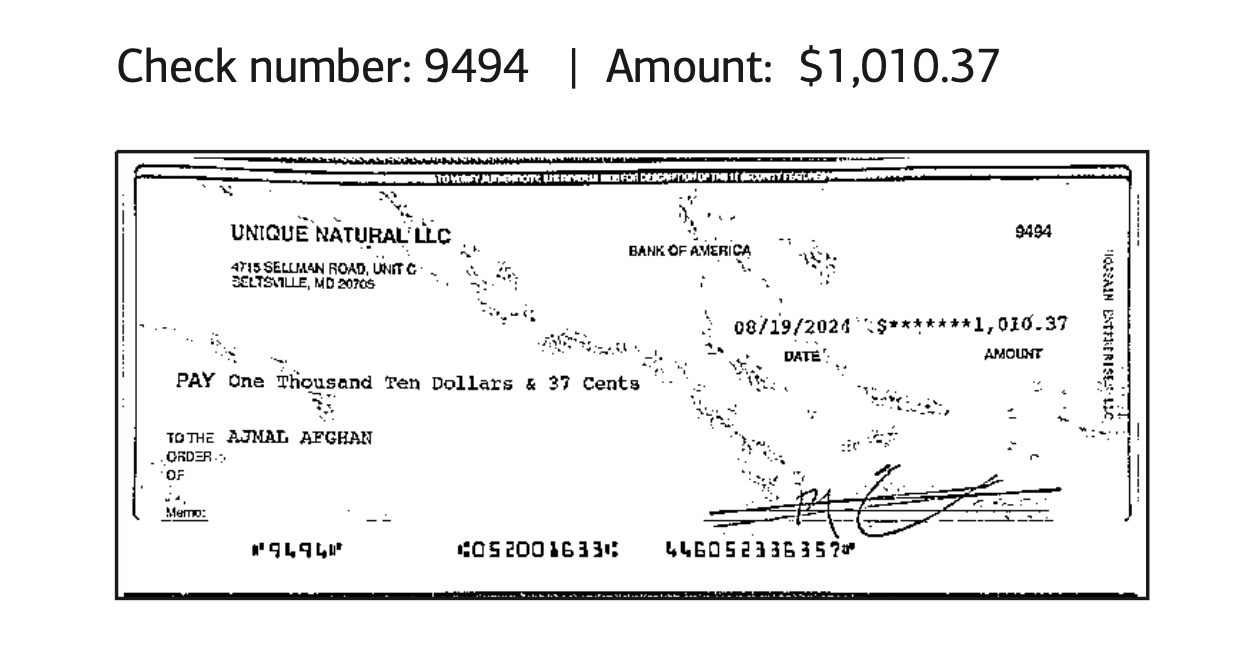 Check number: 9494 | Amount: $1,010.37
TO VERIFY AUTHENTICITY, SEE REVERSE SIDE FOR DESCRIPTION OF THE 11 SECURITY FEATURES
UNIQUE NATURAL LLC
9494
BANK OF AMERICA
4715 SELLMAN ROAD, UNIT C
BELTSVILLE, MD 20705
08/19/2024 $*******1,010.37
DATE AMOUNT
PAY One Thousand Ten Dollars & 37 Cents
TO THE AJMAL AFGHAN
ORDER
OF
Memo:
⑈9494⑈ ⑆052001633⑆ 446052336357⑈
HOSSAIN ENTERPRISES LLC